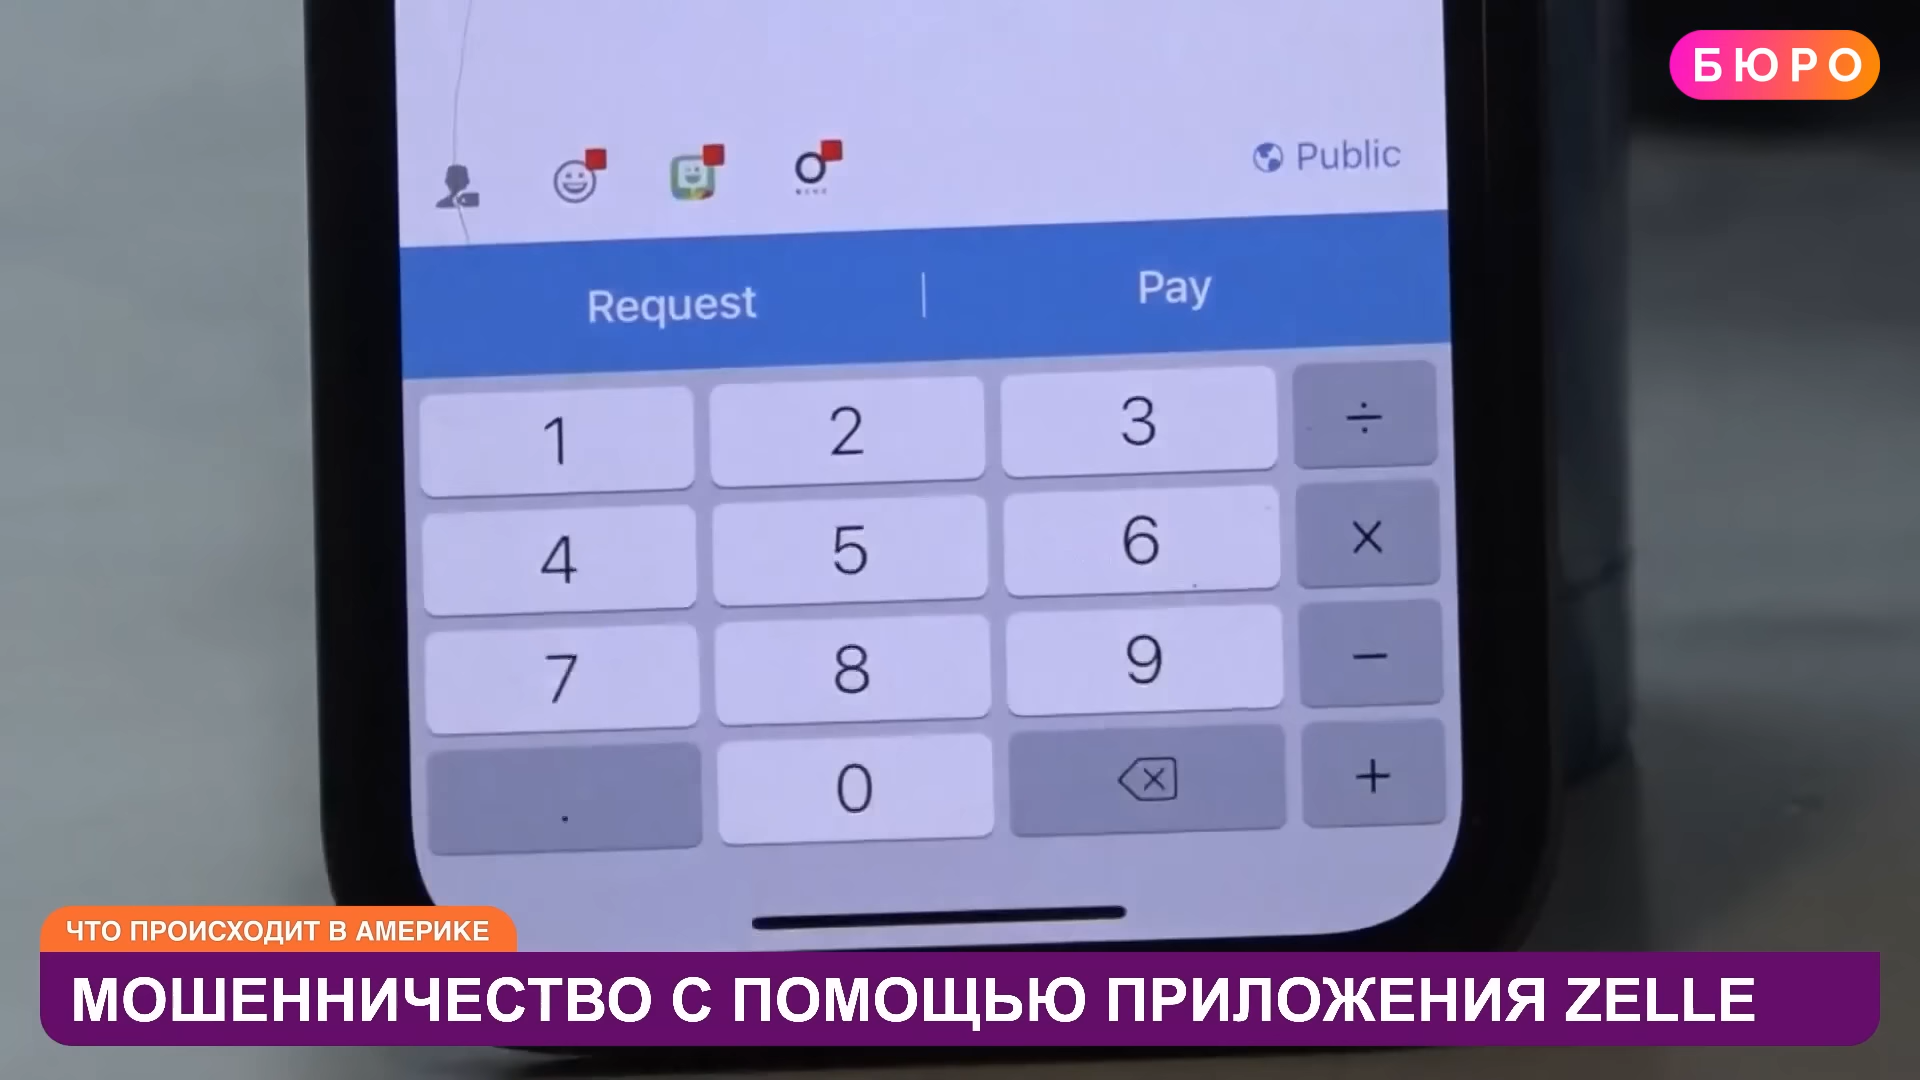 БЮРО
Public
Request | Pay
1 2 3 ÷
4 5 6 ×
7 8 9 −
. 0 +
ЧТО ПРОИСХОДИТ В АМЕРИКЕ
МОШЕННИЧЕСТВО С ПОМОЩЬЮ ПРИЛОЖЕНИЯ ZELLE